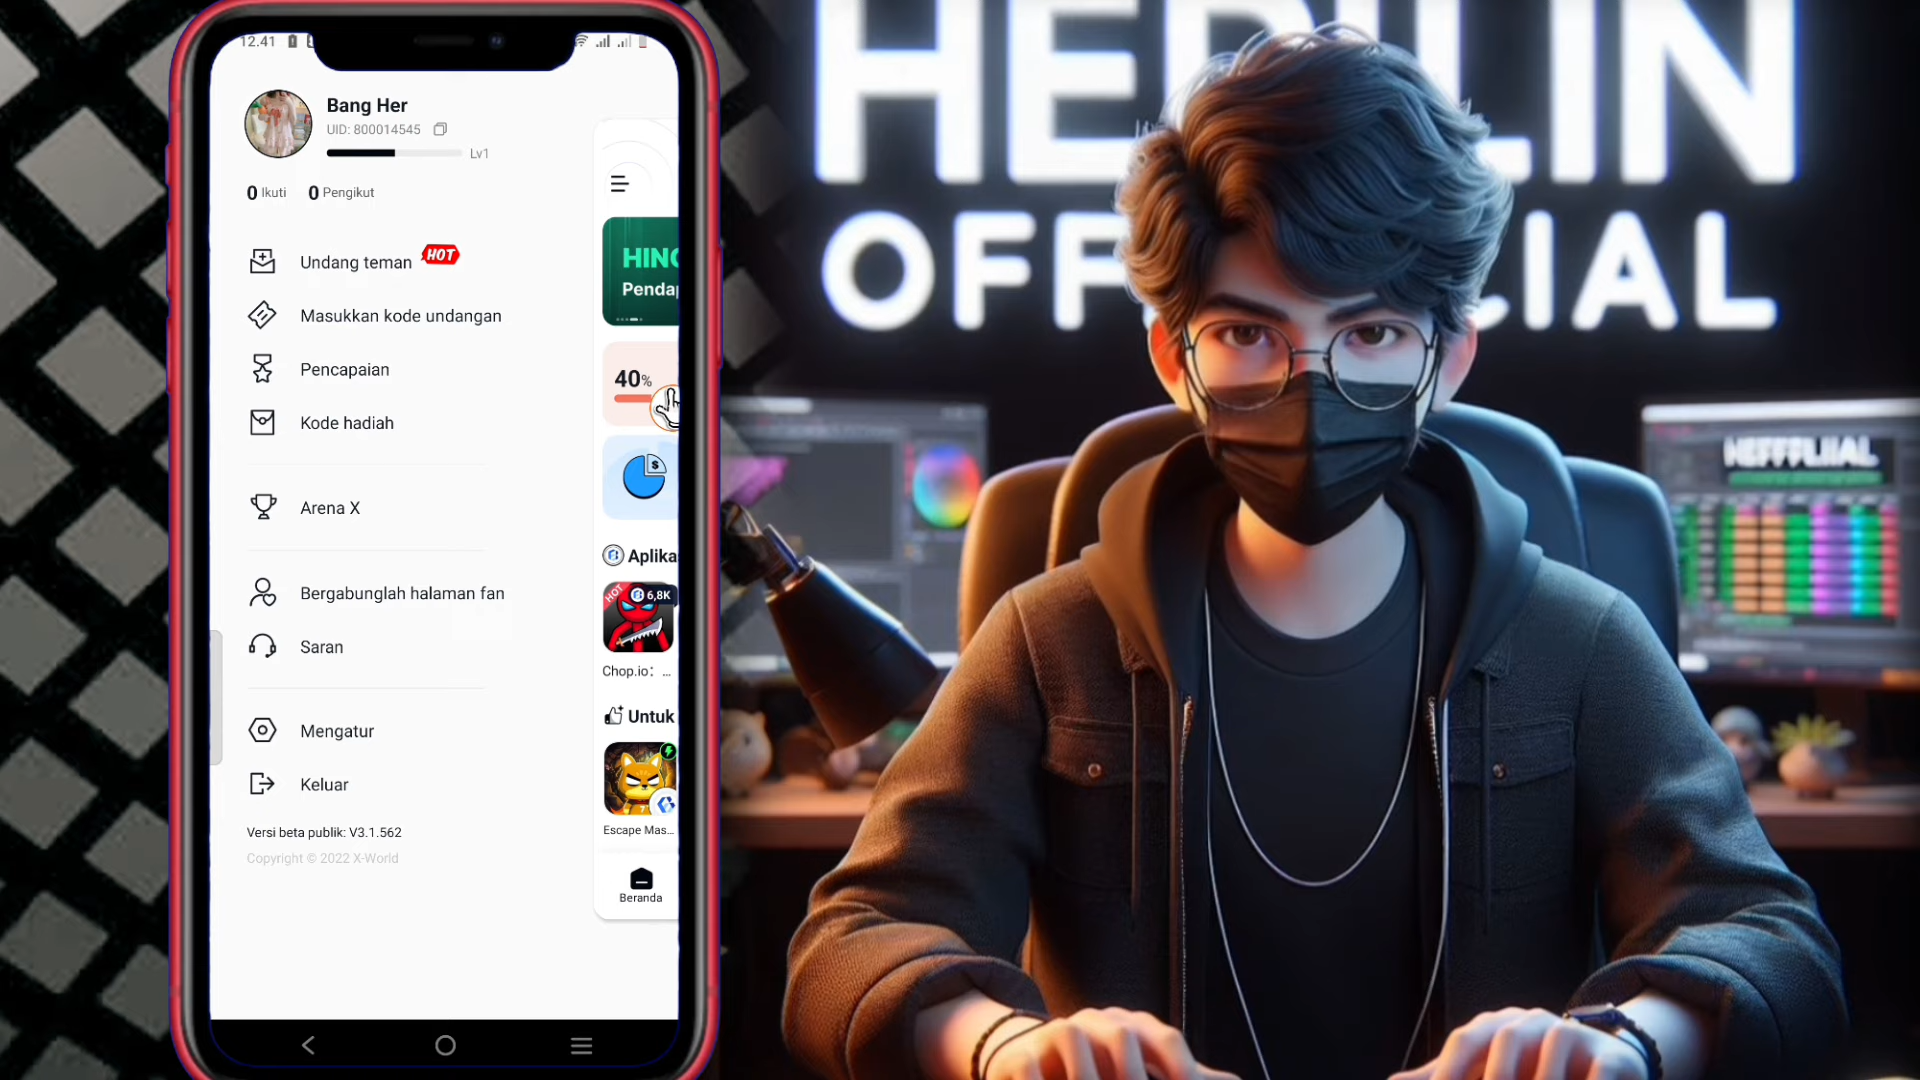 12.41
Bang Her
UID: 800014545
Lv1
0 Ikuti 0 Pengikut
Undang teman HOT
Masukkan kode undangan
Pencapaian
Kode hadiah
Arena X
Bergabunglah halaman fan
Saran
Mengatur
Keluar
Versi beta publik: V3.1.562
Copyright © 2022 X-World
40%
$
HOT
6,8K
Chop.io: ...
Untuk
Escape Mas...
Beranda
OFF